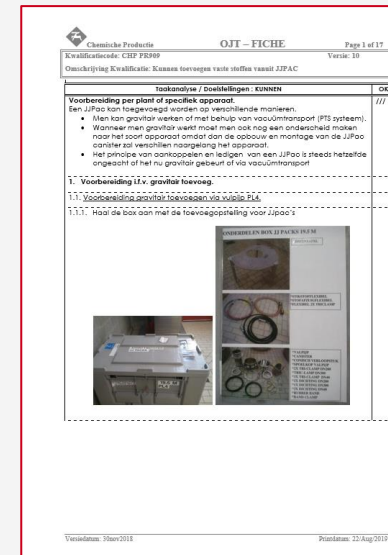 Chemische Productie
OJT – FICHE
Page 1 of 17
Kwalificatiecode: CHP PR909
Versie: 10
Omschrijving Kwalificatie: Kunnen toevoegen vaste stoffen vanuit JJPAC
Taakanalyse / Doelstellingen : KUNNEN
OK
Voorbereiding per plant of specifiek apparaat.
///
Een JJPac kan toegevoegd worden op verschillende manieren.
• Men kan gravitair werken of met behulp van vacuümtransport (PTS systeem).
• Wanneer men gravitair werkt moet men ook nog een onderscheid maken
naar het soort apparaat omdat dan de opbouw en montage van de JJPac
canister zal verschillen naargelang het apparaat.
• Het principe van aankoppelen en ledigen van een JJPac is steeds hetzelfde
ongeacht of het nu gravitair gebeurt of via vacuümtransport
1. Voorbereiding i.f.v. gravitair toevoeg.
1.1. Voorbereiding gravitair toevoegen via vulpijp PL4.
1.1.1. Haal de box aan met de toevoegopstelling voor JJpac's
ONDERDELEN BOX JJ PACKS 19.5 M
Versiedatum: 30nov2018
Printdatum: 22/Aug/2019